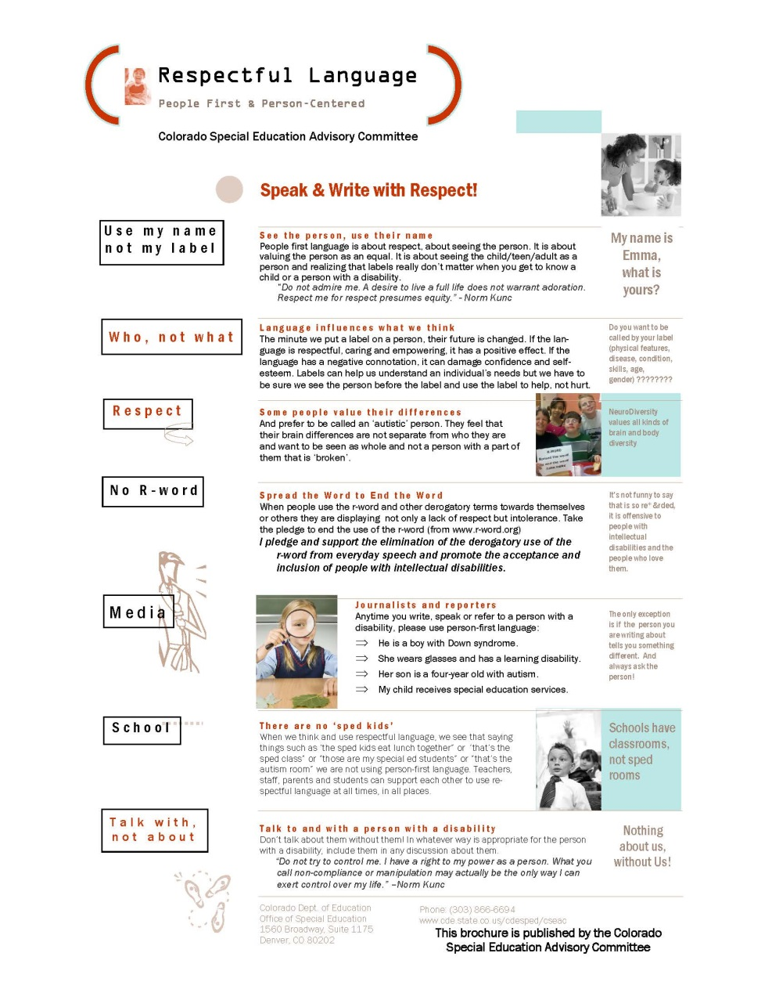 Respectful Language
People First & Person-Centered
Colorado Special Education Advisory Committee
Speak & Write with Respect!
Use my name
not my label
See the person, use their name
People first language is about respect, about seeing the person. It is about
valuing the person as an equal. It is about seeing the child/teen/adult as a
person and realizing that labels really don't matter when you get to know a
child or a person with a disability.
"Do not admire me. A desire to live a full life does not warrant adoration.
Respect me for respect presumes equity." - Norm Kunc
My name is
Emma,
what is
yours?
Who, not what
Language influences what we think
The minute we put a label on a person, their future is changed. If the lan-
guage is respectful, caring and empowering, it has a positive effect. If the
language has a negative connotation, it can damage confidence and self-
esteem. Labels can help us understand an individual's needs but we have to
be sure we see the person before the label and use the label to help, not hurt.
Do you want to be
called by your label
(physical features,
disease, condition,
skills, age,
gender) ????????
Respect
Some people value their differences
And prefer to be called an 'autistic' person. They feel that
their brain differences are not separate from who they are
and want to be seen as whole and not a person with a part of
them that is 'broken'.
R-WORD
NeuroDiversity
values all kinds of
brain and body
diversity
No R-word
Spread the Word to End the Word
When people use the r-word and other derogatory terms towards themselves
or others they are displaying not only a lack of respect but intolerance. Take
the pledge to end the use of the r-word (from www.r-word.org)
I pledge and support the elimination of the derogatory use of the
r-word from everyday speech and promote the acceptance and
inclusion of people with intellectual disabilities.
It's not funny to say
that is so re*&rded,
it is offensive to
people with
intellectual
disabilities and the
people who love
them.
Media
Journalists and reporters
Anytime you write, speak or refer to a person with a
disability, please use person-first language:
⇒ He is a boy with Down syndrome.
⇒ She wears glasses and has a learning disability.
⇒ Her son is a four-year old with autism.
⇒ My child receives special education services.
The only exception
is if the person you
are writing about
tells you something
different. And
always ask the
person!
School
There are no 'sped kids'
When we think and use respectful language, we see that saying
things such as 'the sped kids eat lunch together" or "that's the
sped class" or "those are my special ed students" or "that's the
autism room" we are not using person-first language. Teachers,
staff, parents and students can support each other to use re-
spectful language at all times, in all places.
Schools have
classrooms,
not sped
rooms
Talk with,
not about
Talk to and with a person with a disability
Don't talk about them without them! In whatever way is appropriate for the person
with a disability, include them in any discussion about them.
"Do not try to control me. I have a right to my power as a person. What you
call non-compliance or manipulation may actually be the only way I can
exert control over my life." –Norm Kunc
Nothing
about us,
without Us!
Colorado Dept. of Education
Office of Special Education
1560 Broadway, Suite 1175
Denver, CO 80202
Phone: (303) 866-6694
www.cde.state.co.us/cdesped/cseac
This brochure is published by the Colorado
Special Education Advisory Committee